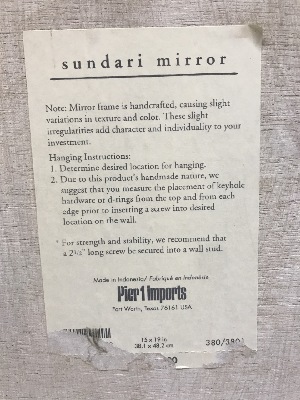 sundari mirror
Note: Mirror frame is handcrafted, causing slight
variations in texture and color. These slight
irregularities add character and individuality to your
investment.
Hanging Instructions:
1. Determine desired location for hanging.
2. Due to this product's handmade nature, we
suggest that you measure the placement of keyhole
hardware or d-rings from the top and from each
edge prior to inserting a screw into desired
location on the wall.
* For strength and stability, we recommend that
a 2½" long screw be secured into a wall stud.
Made in Indonesia/ Fabriqué en Indonésie
Pier 1 Imports
Fort Worth, Texas 76161 USA
15 x 19 in
38.1 x 48.2 cm
380/380